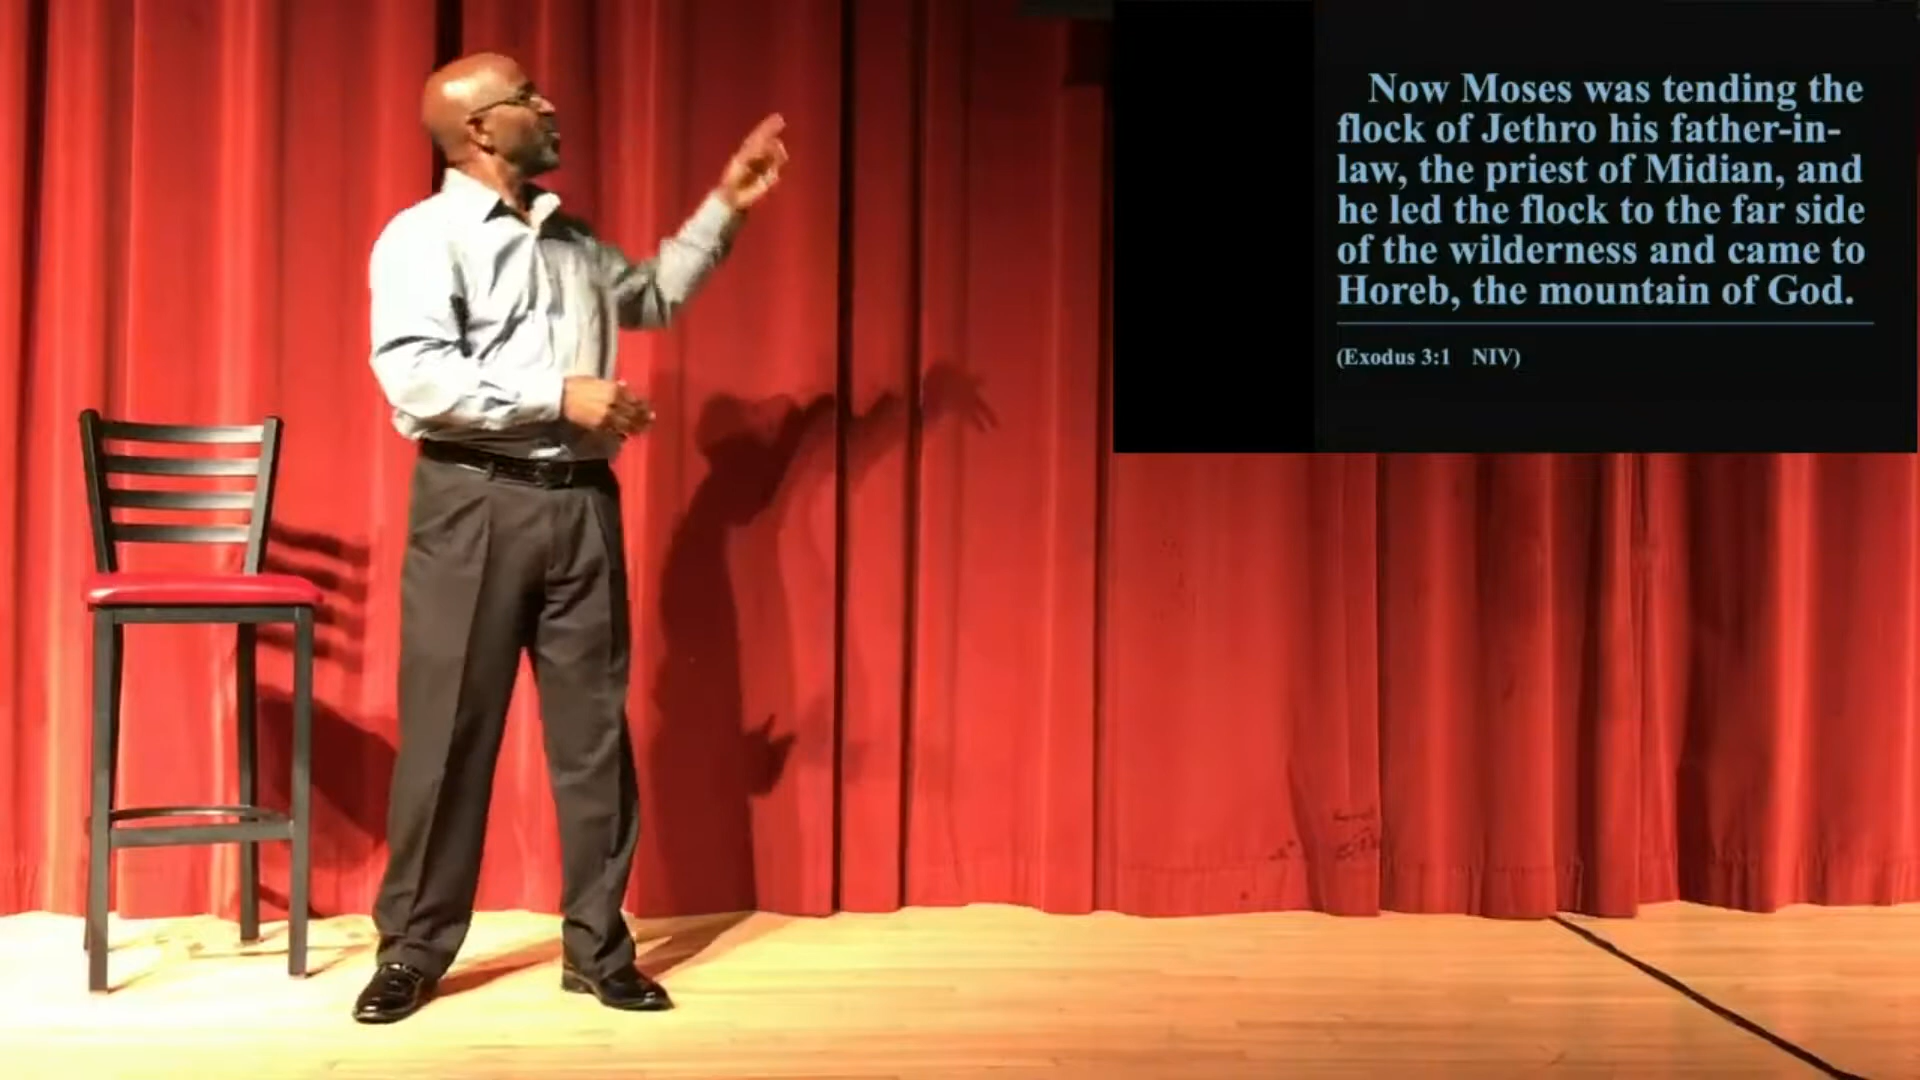 Now Moses was tending the
flock of Jethro his father-in-
law, the priest of Midian, and
he led the flock to the far side
of the wilderness and came to
Horeb, the mountain of God.
(Exodus 3:1 NIV)